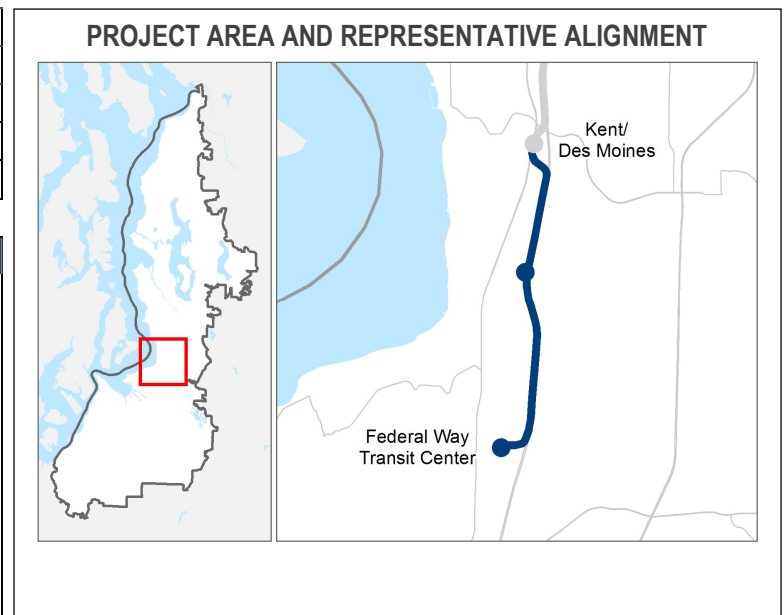 PROJECT AREA AND REPRESENTATIVE ALIGNMENT
Kent/
Des Moines
Federal Way
Transit Center